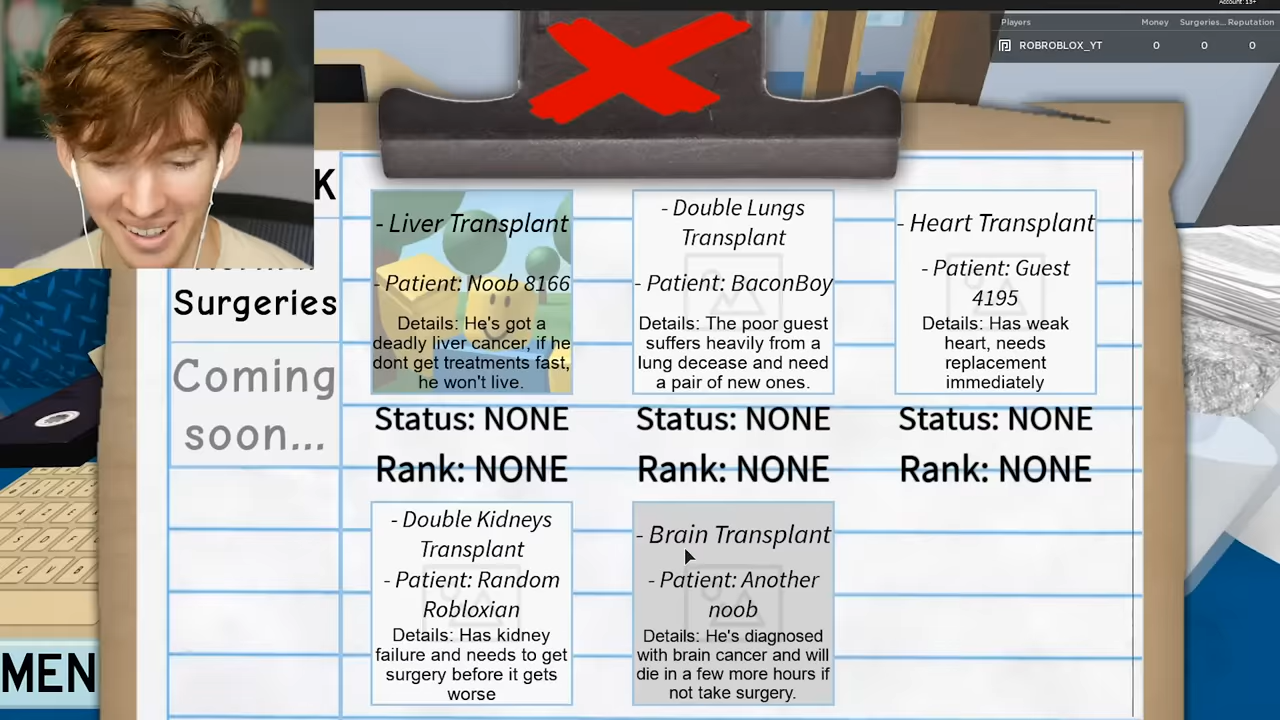 Account: 13+
Players Money Surgeries... Reputation
ROBROBLOX_YT 0 0 0
K
Surgeries
Coming
soon...
- Liver Transplant
- Patient: Noob 8166
Details: He's got a
deadly liver cancer, if he
dont get treatments fast,
he won't live.
Status: NONE
Rank: NONE
- Double Lungs
Transplant
- Patient: BaconBoy
Details: The poor guest
suffers heavily from a
lung decease and need
a pair of new ones.
Status: NONE
Rank: NONE
- Heart Transplant
- Patient: Guest
4195
Details: Has weak
heart, needs
replacement
immediately
Status: NONE
Rank: NONE
- Double Kidneys
Transplant
- Patient: Random
Robloxian
Details: Has kidney
failure and needs to get
surgery before it gets
worse
- Brain Transplant
- Patient: Another
noob
Details: He's diagnosed
with brain cancer and will
die in a few more hours if
not take surgery.
MEN